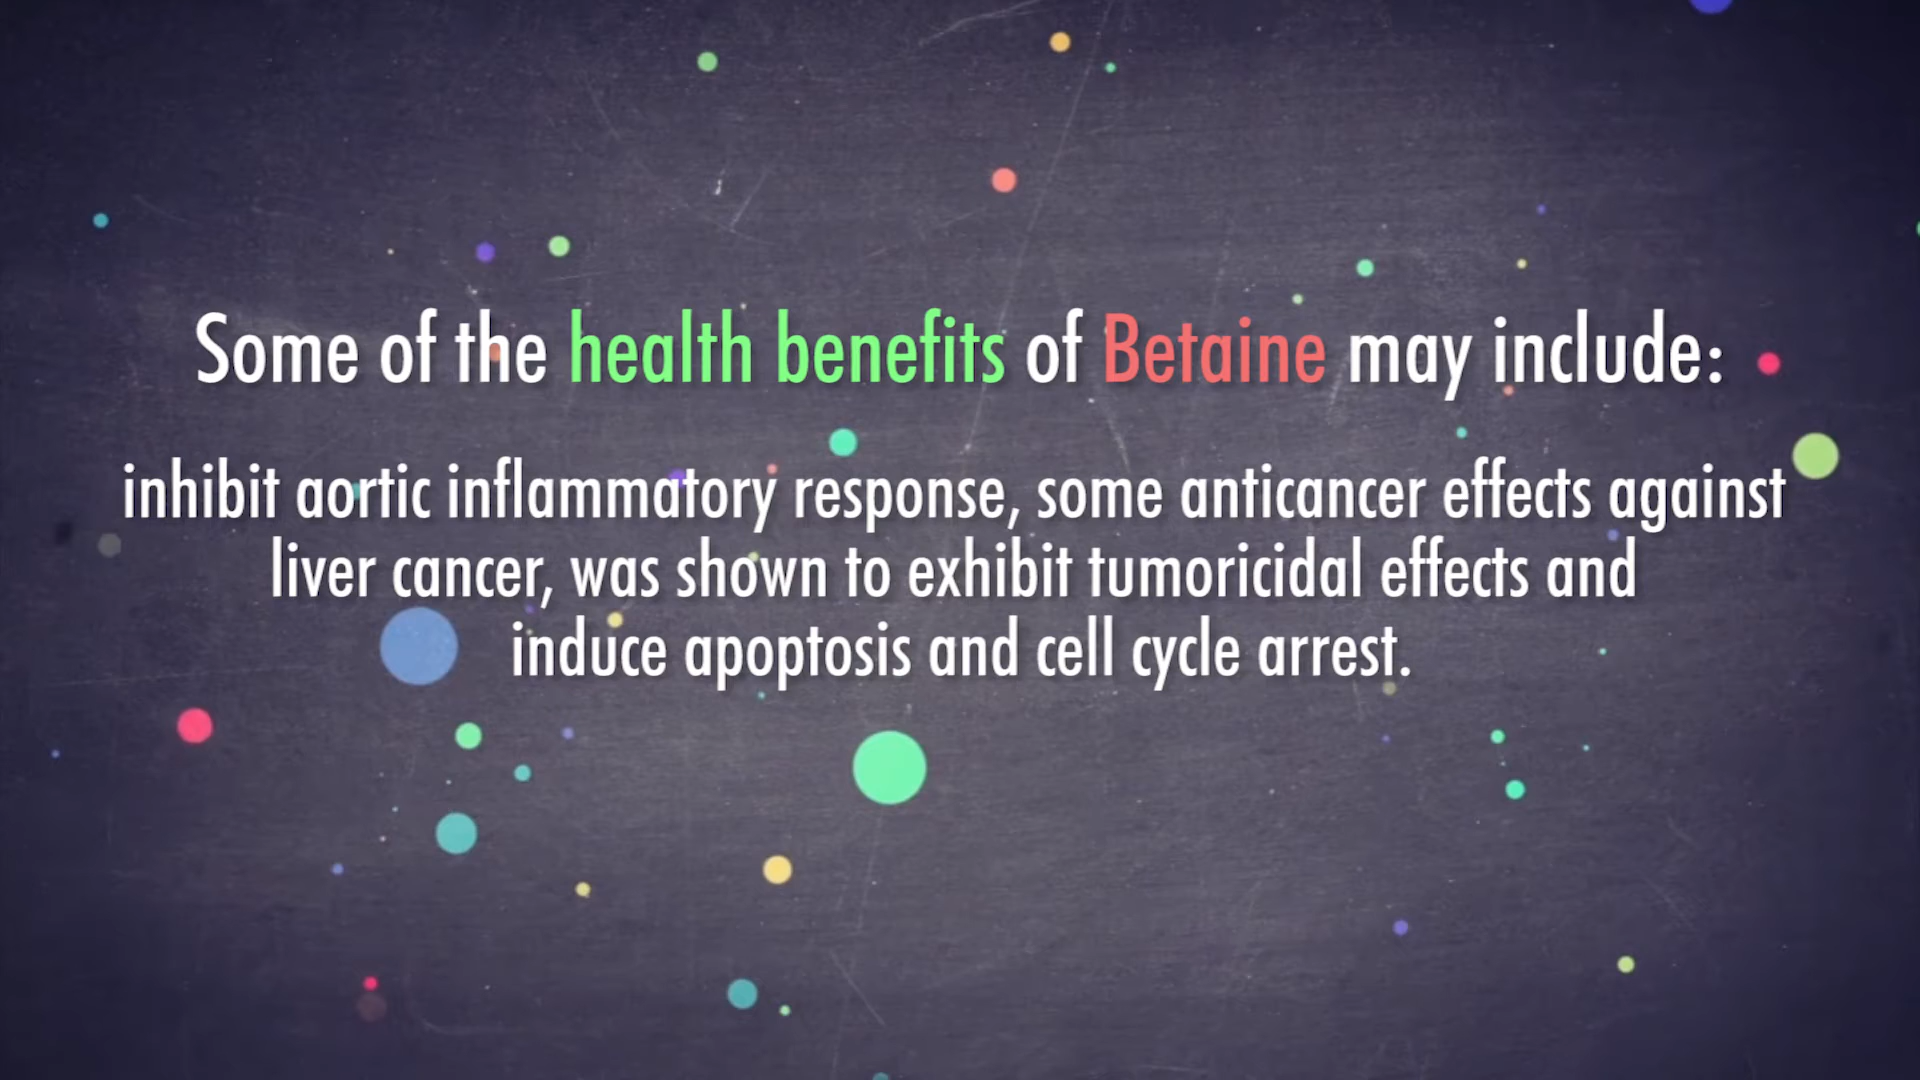 Some of the health benefits of Betaine may include:
inhibit aortic inflammatory response, some anticancer effects against
liver cancer, was shown to exhibit tumoricidal effects and
induce apoptosis and cell cycle arrest.